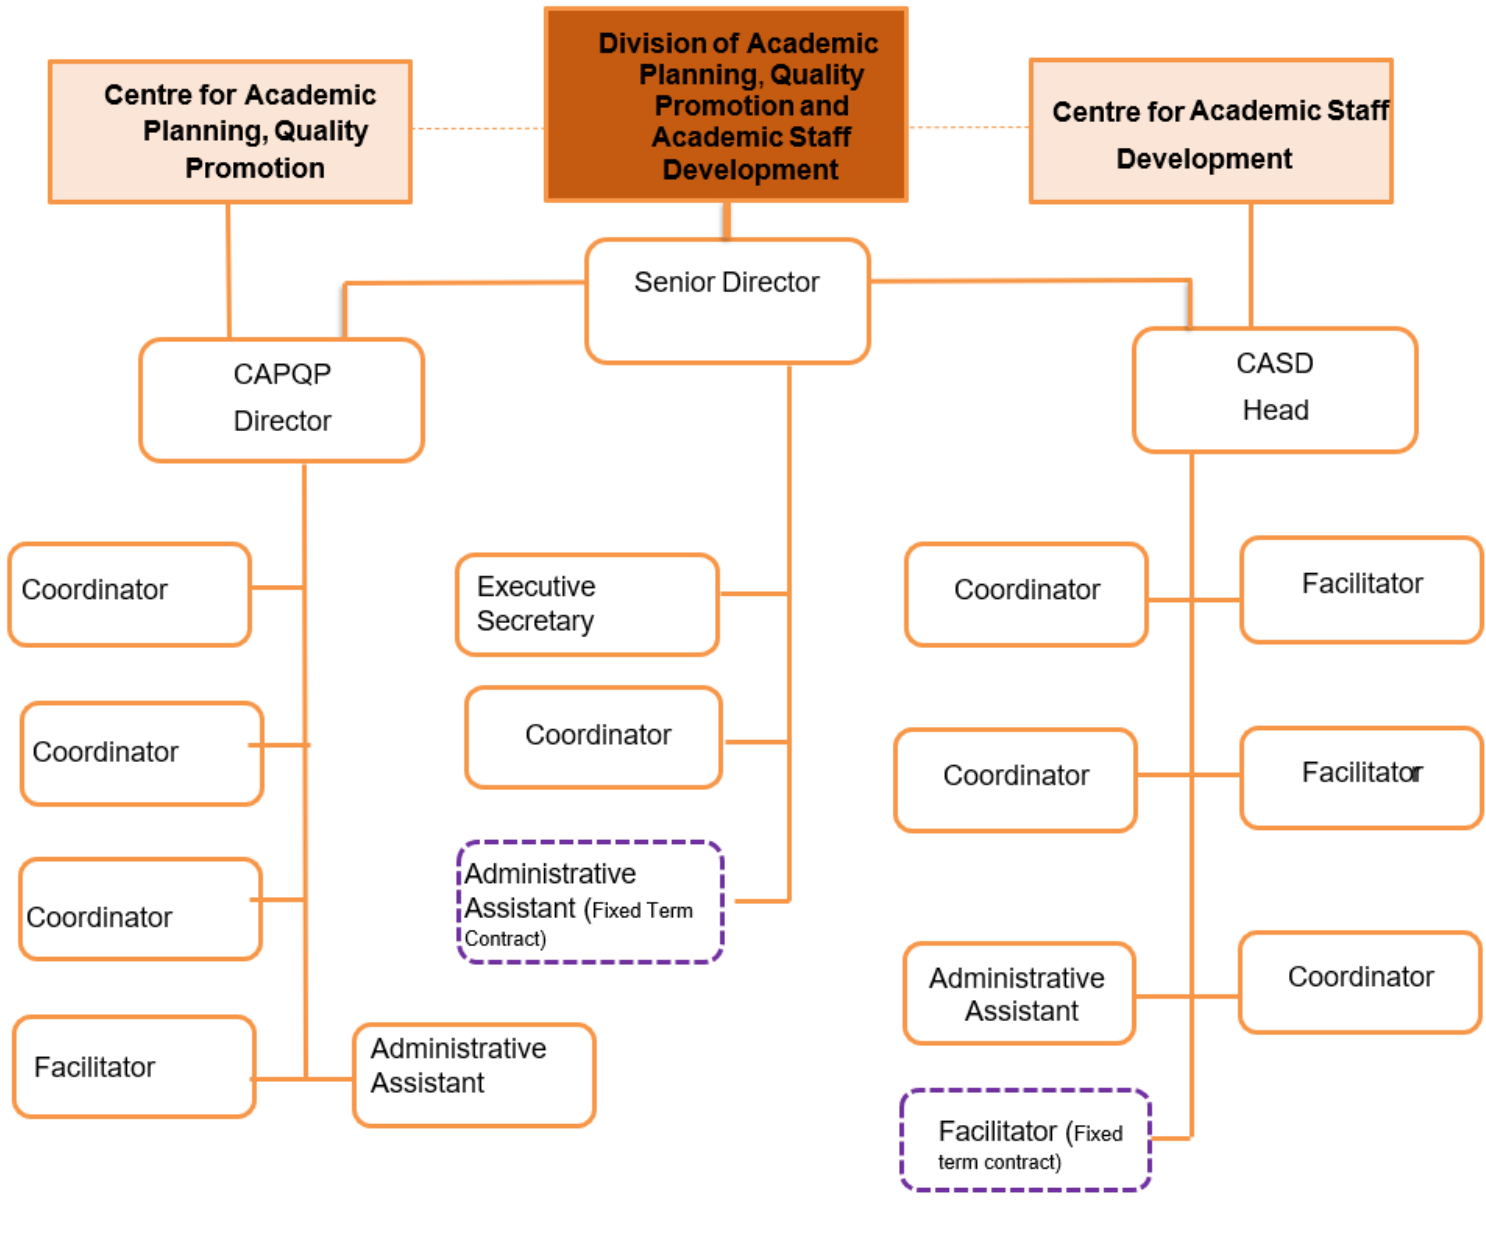 Centre for Academic
Planning, Quality
Promotion
Division of Academic
Planning, Quality
Promotion and
Academic Staff
Development
Centre for Academic Staff
Development
Senior Director
CAPQP
Director
CASD
Head
Coordinator
Coordinator
Coordinator
Facilitator
Administrative
Assistant
Executive
Secretary
Coordinator
Administrative
Assistant (Fixed Term
Contract)
Coordinator
Facilitator
Coordinator
Facilitator
Administrative
Assistant
Coordinator
Facilitator (Fixed
term contract)